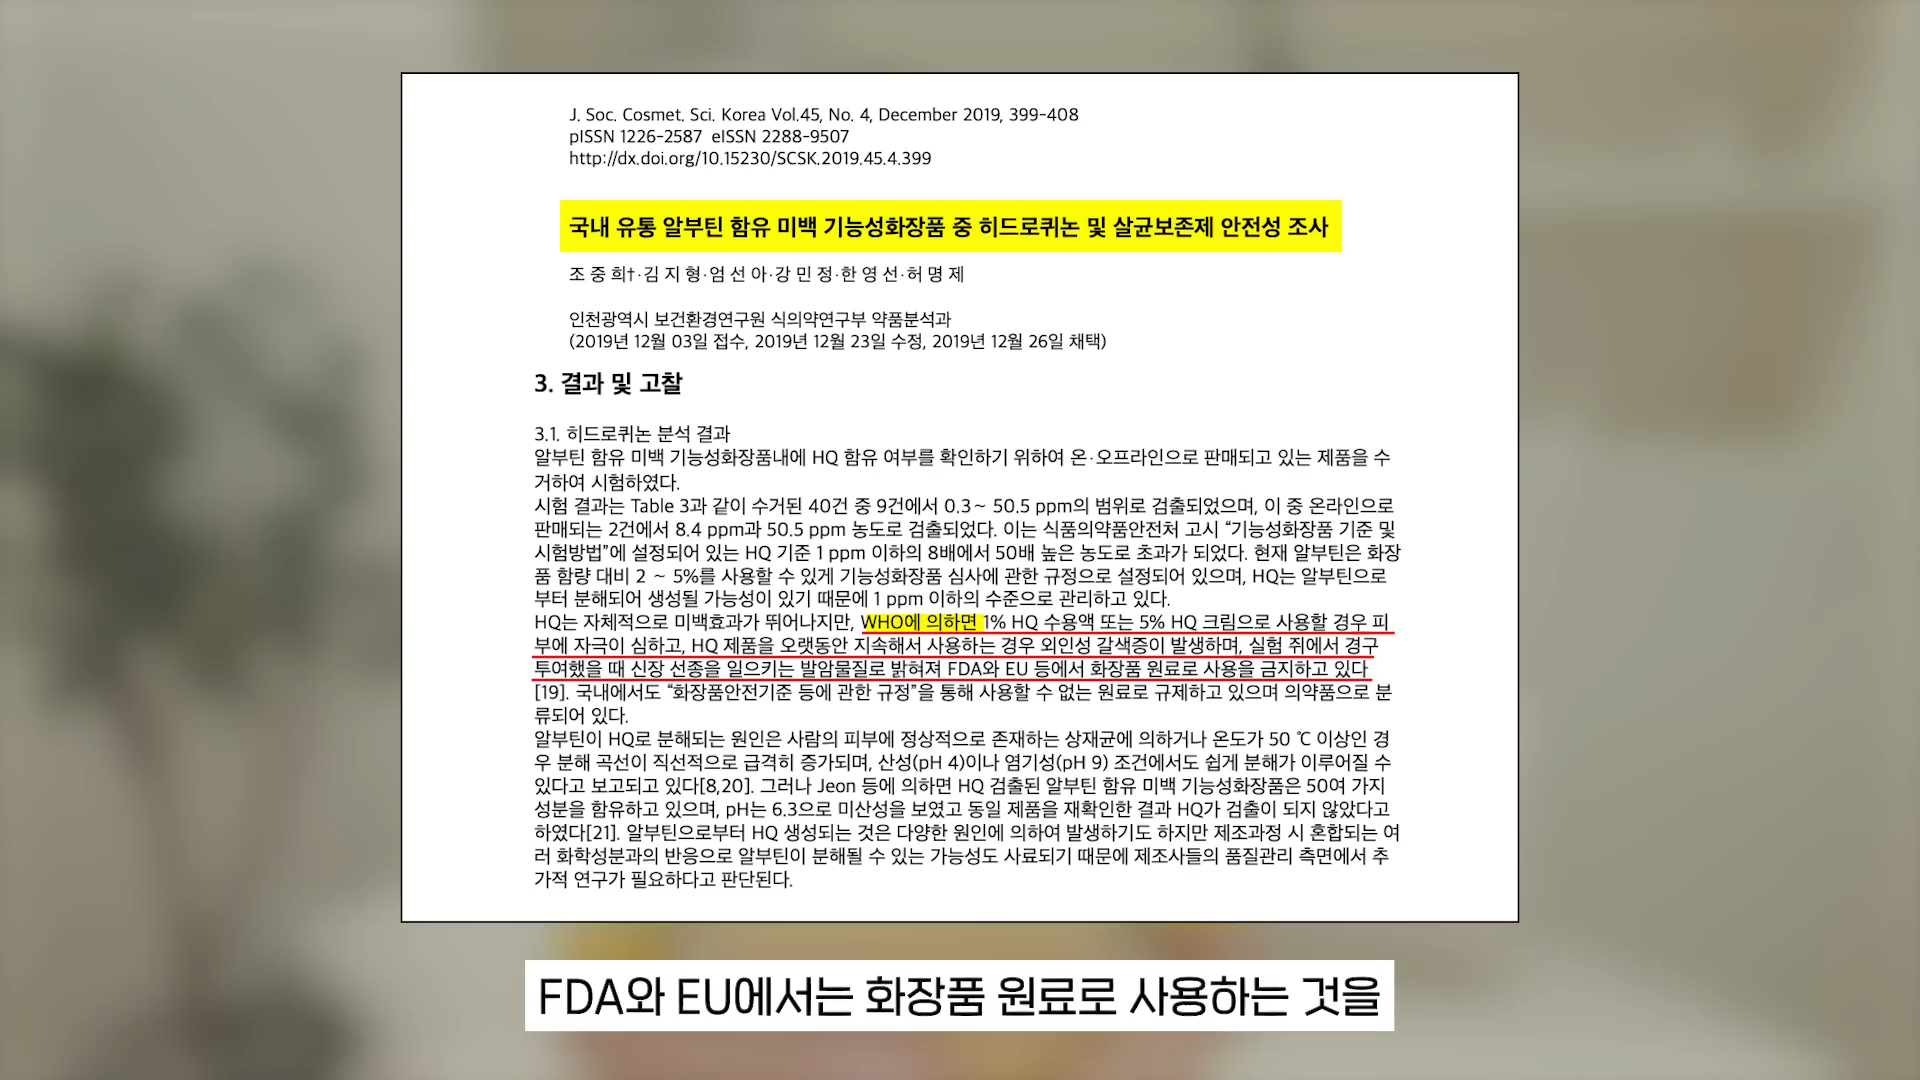 J. Soc. Cosmet. Sci. Korea Vol.45, No. 4, December 2019, 399-408
pISSN 1226-2587  eISSN 2288-9507
http://dx.doi.org/10.15230/SCSK.2019.45.4.399
국내 유통 알부틴 함유 미백 기능성화장품 중 히드로퀴논 및 살균보존제 안전성 조사
조 중 희†·김 지 형·엄 선 아·강 민 정·한 영 선·허 명 제
인천광역시 보건환경연구원 식의약연구부 약품분석과
(2019년 12월 03일 접수, 2019년 12월 23일 수정, 2019년 12월 26일 채택)
3. 결과 및 고찰
3.1. 히드로퀴논 분석 결과
알부틴 함유 미백 기능성화장품내에 HQ 함유 여부를 확인하기 위하여 온·오프라인으로 판매되고 있는 제품을 수
거하여 시험하였다.
시험 결과는 Table 3과 같이 수거된 40건 중 9건에서 0.3~ 50.5 ppm의 범위로 검출되었으며, 이 중 온라인으로
판매되는 2건에서 8.4 ppm과 50.5 ppm 농도로 검출되었다. 이는 식품의약품안전처 고시 “기능성화장품 기준 및
시험방법”에 설정되어 있는 HQ 기준 1 ppm 이하의 8배에서 50배 높은 농도로 초과가 되었다. 현재 알부틴은 화장
품 함량 대비 2 ~ 5%를 사용할 수 있게 기능성화장품 심사에 관한 규정으로 설정되어 있으며, HQ는 알부틴으로
부터 분해되어 생성될 가능성이 있기 때문에 1 ppm 이하의 수준으로 관리하고 있다.
HQ는 자체적으로 미백효과가 뛰어나지만, WHO에 의하면 1% HQ 수용액 또는 5% HQ 크림으로 사용할 경우 피
부에 자극이 심하고, HQ 제품을 오랫동안 지속해서 사용하는 경우 외인성 갈색증이 발생하며, 실험 쥐에서 경구
투여했을 때 신장 선종을 일으키는 발암물질로 밝혀져 FDA와 EU 등에서 화장품 원료로 사용을 금지하고 있다
[19]. 국내에서도 “화장품안전기준 등에 관한 규정”을 통해 사용할 수 없는 원료로 규제하고 있으며 의약품으로 분
류되어 있다.
알부틴이 HQ로 분해되는 원인은 사람의 피부에 정상적으로 존재하는 상재균에 의하거나 온도가 50 ℃ 이상인 경
우 분해 곡선이 직선적으로 급격히 증가되며, 산성(pH 4)이나 염기성(pH 9) 조건에서도 쉽게 분해가 이루어질 수
있다고 보고되고 있다[8,20]. 그러나 Jeon 등에 의하면 HQ 검출된 알부틴 함유 미백 기능성화장품은 50여 가지
성분을 함유하고 있으며, pH는 6.3으로 미산성을 보였고 동일 제품을 재확인한 결과 HQ가 검출이 되지 않았다고
하였다[21]. 알부틴으로부터 HQ 생성되는 것은 다양한 원인에 의하여 발생하기도 하지만 제조과정 시 혼합되는 여
러 화학성분과의 반응으로 알부틴이 분해될 수 있는 가능성도 사료되기 때문에 제조사들의 품질관리 측면에서 추
가적 연구가 필요하다고 판단된다.
FDA와 EU에서는 화장품 원료로 사용하는 것을